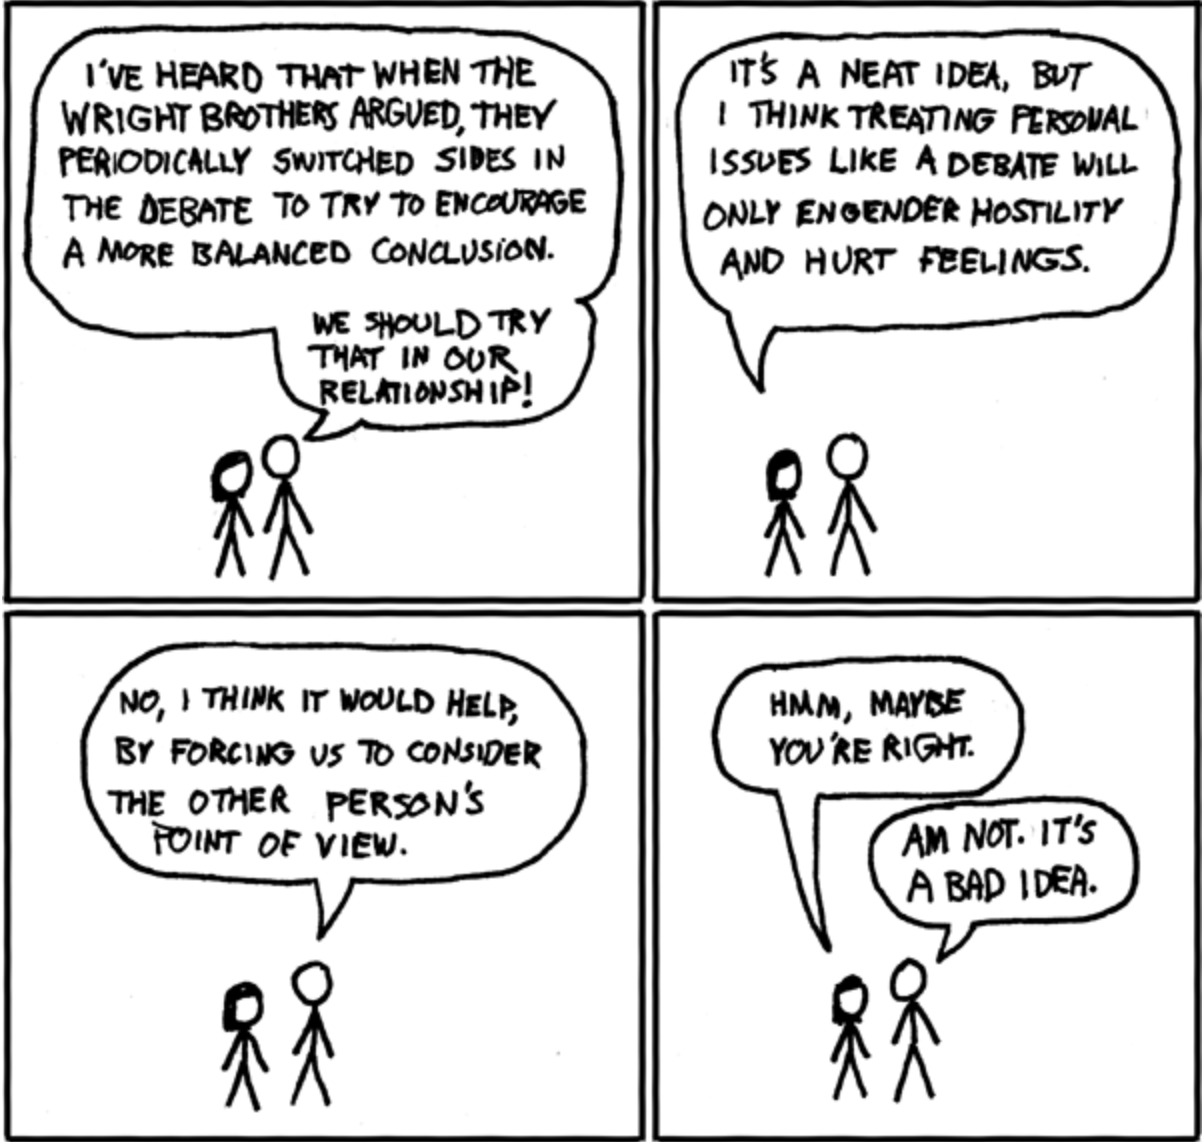 I'VE HEARD THAT WHEN THE
WRIGHT BROTHERS ARGUED, THEY
PERIODICALLY SWITCHED SIDES IN
THE DEBATE TO TRY TO ENCOURAGE
A MORE BALANCED CONCLUSION.
WE SHOULD TRY
THAT IN OUR
RELATIONSHIP!
IT'S A NEAT IDEA, BUT
I THINK TREATING PERSONAL
ISSUES LIKE A DEBATE WILL
ONLY ENGENDER HOSTILITY
AND HURT FEELINGS.
NO, I THINK IT WOULD HELP,
BY FORCING US TO CONSIDER
THE OTHER PERSON'S
POINT OF VIEW.
HMM, MAYBE
YOU'RE RIGHT.
AM NOT. IT'S
A BAD IDEA.